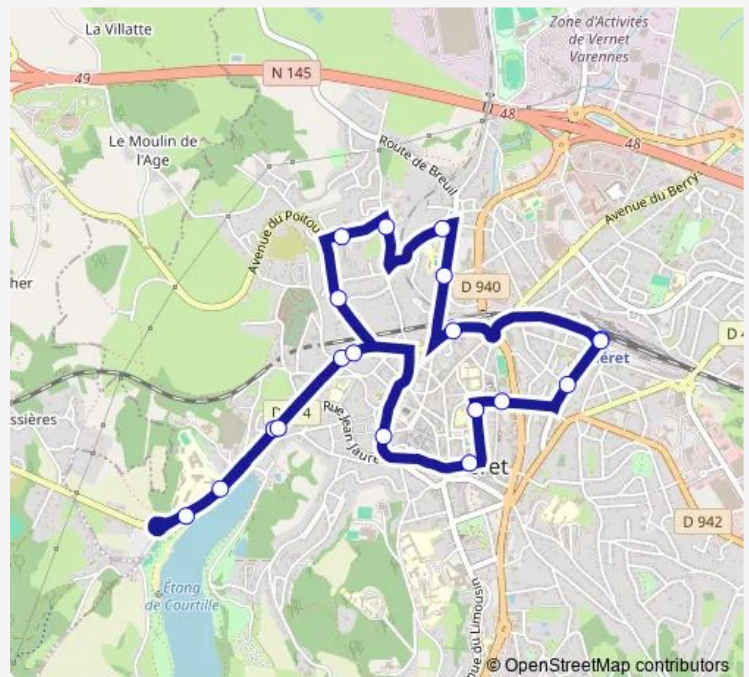 La Villatte
Zone d'Activités
de Vernet
Varennes
49
N 145
48
48
Le Moulin de
l'Age
Route de Breuil
Avenue du Berry
Avenue du Poitou
her
D 940
D 4
éret
ssières
D
4
Rue Jean Jaurè
ret
D 942
Étang
de Courtille
ue du Limousin
© OpenStreetMap contributors